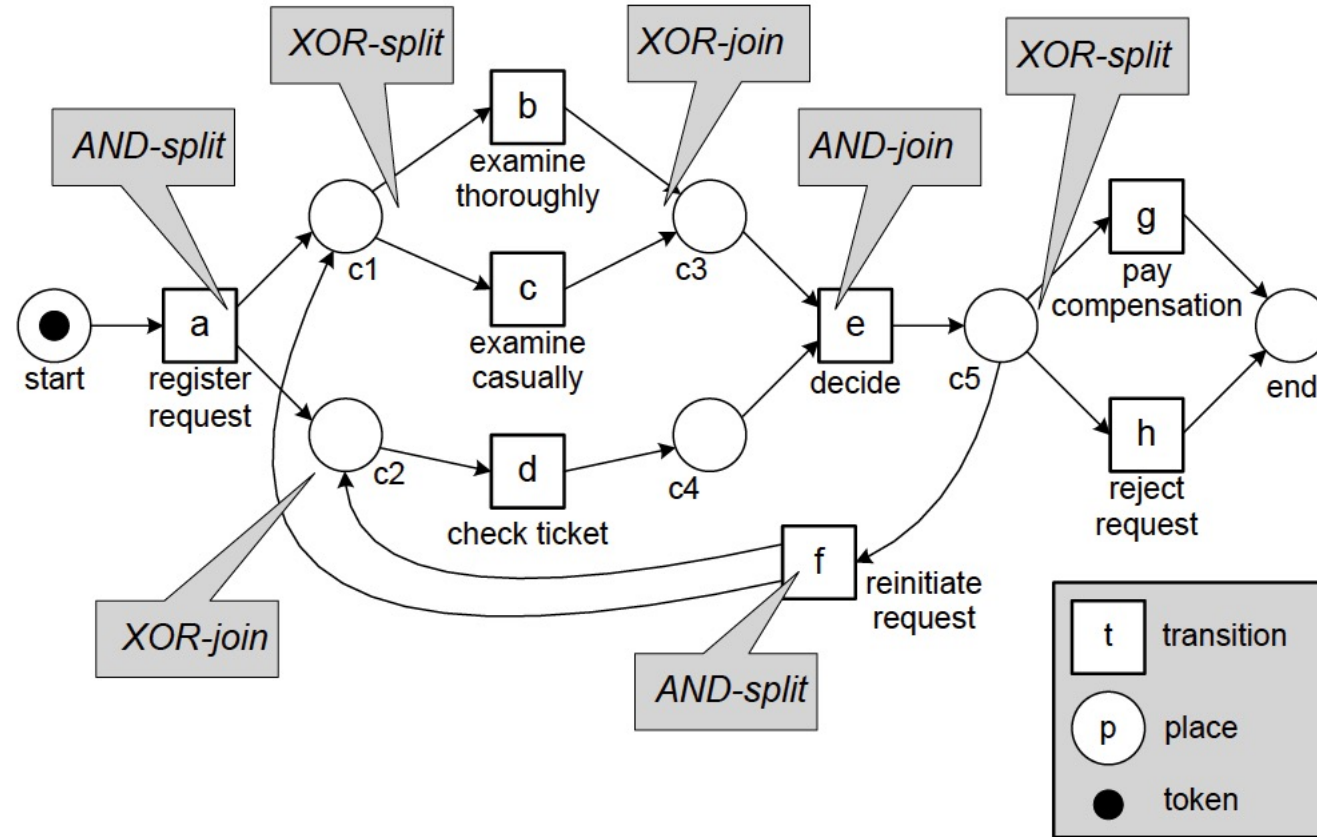 XOR-split
XOR-join
XOR-split
AND-split
b
AND-join
examine
thoroughly
g
c1
c
c3
pay
compensation
start
a
register
request
examine
casually
e
decide
c5
end
c2
d
c4
h
reject
request
check ticket
f
reinitiate
request
XOR-join
AND-split
t
transition
p
place
token